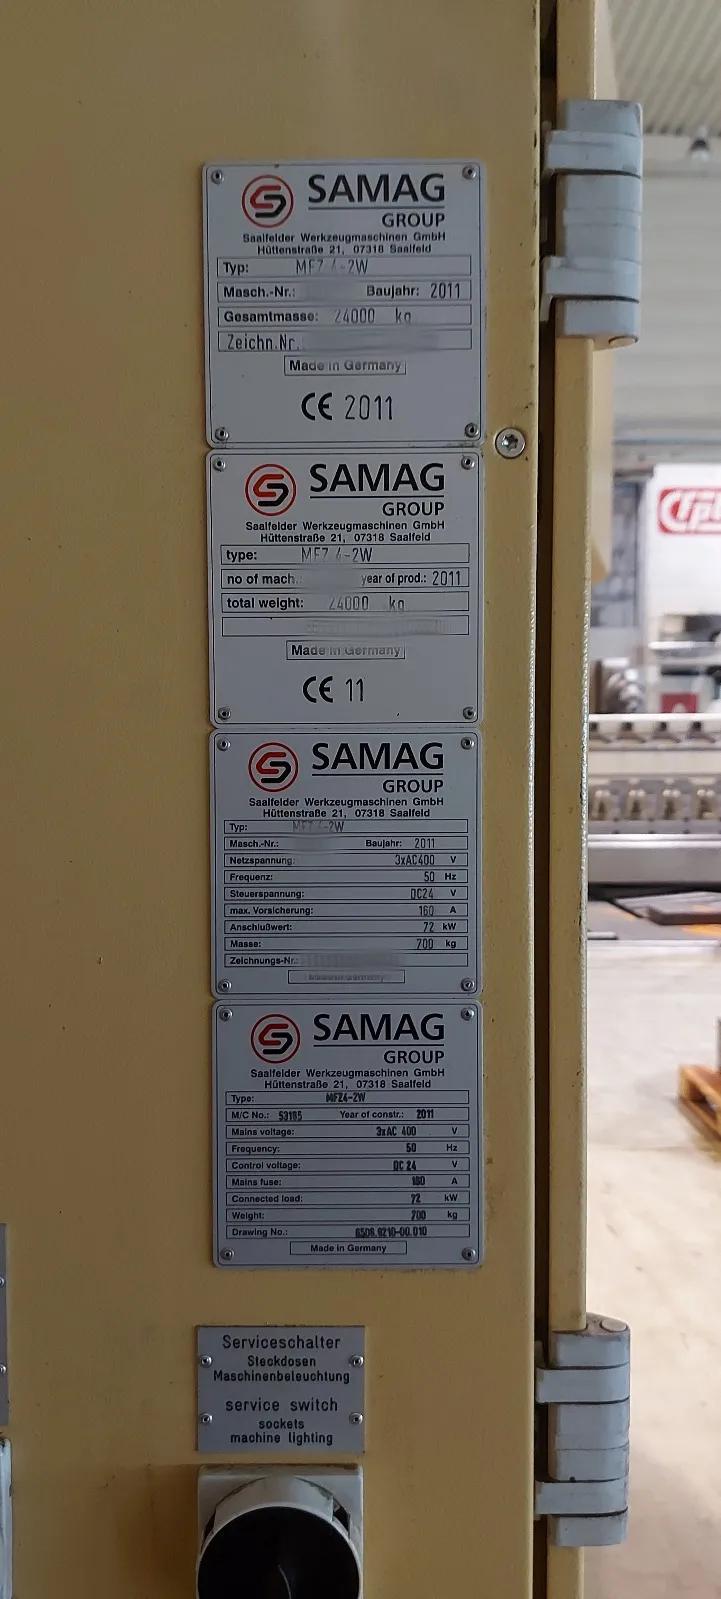 SAMAG
GROUP
Saalfelder Werkzeugmaschinen GmbH
Hüttenstraße 21, 07318 Saalfeld
Typ: MFZ 4-2W
Masch.-Nr.: Baujahr: 2011
Gesamtmasse: 24000 kg
Zeichn.Nr.
Made in Germany
CE 2011
SAMAG
GROUP
Saalfelder Werkzeugmaschinen GmbH
Hüttenstraße 21, 07318 Saalfeld
type: MFZ 4-2W
no of mach.: year of prod.: 2011
total weight: 24000 kg
Made in Germany
CE 11
SAMAG
GROUP
Saalfelder Werkzeugmaschinen GmbH
Hüttenstraße 21, 07318 Saalfeld
Typ: MFZ 4-2W
Masch.-Nr.: Baujahr: 2011
Netzspannung: 3xAC400 V
Frequenz: 50 Hz
Steuerspannung: DC24 V
max. Vorsicherung: 160 A
Anschlußwert: 72 kW
Masse: 700 kg
Zeichnungs-Nr.:
Made in Germany
SAMAG
GROUP
Saalfelder Werkzeugmaschinen GmbH
Hüttenstraße 21, 07318 Saalfeld
Type: MFZ4-2W
M/C No.: 53185 Year of constr.: 2011
Mains voltage: 3xAC 400 V
Frequency: 50 Hz
Control voltage: DC 24 V
Mains fuse: 160 A
Connected load: 72 kW
Weight: 700 kg
Drawing No.:
Made in Germany
Serviceschalter
Steckdosen
Maschinenbeleuchtung
service switch
sockets
machine lighting